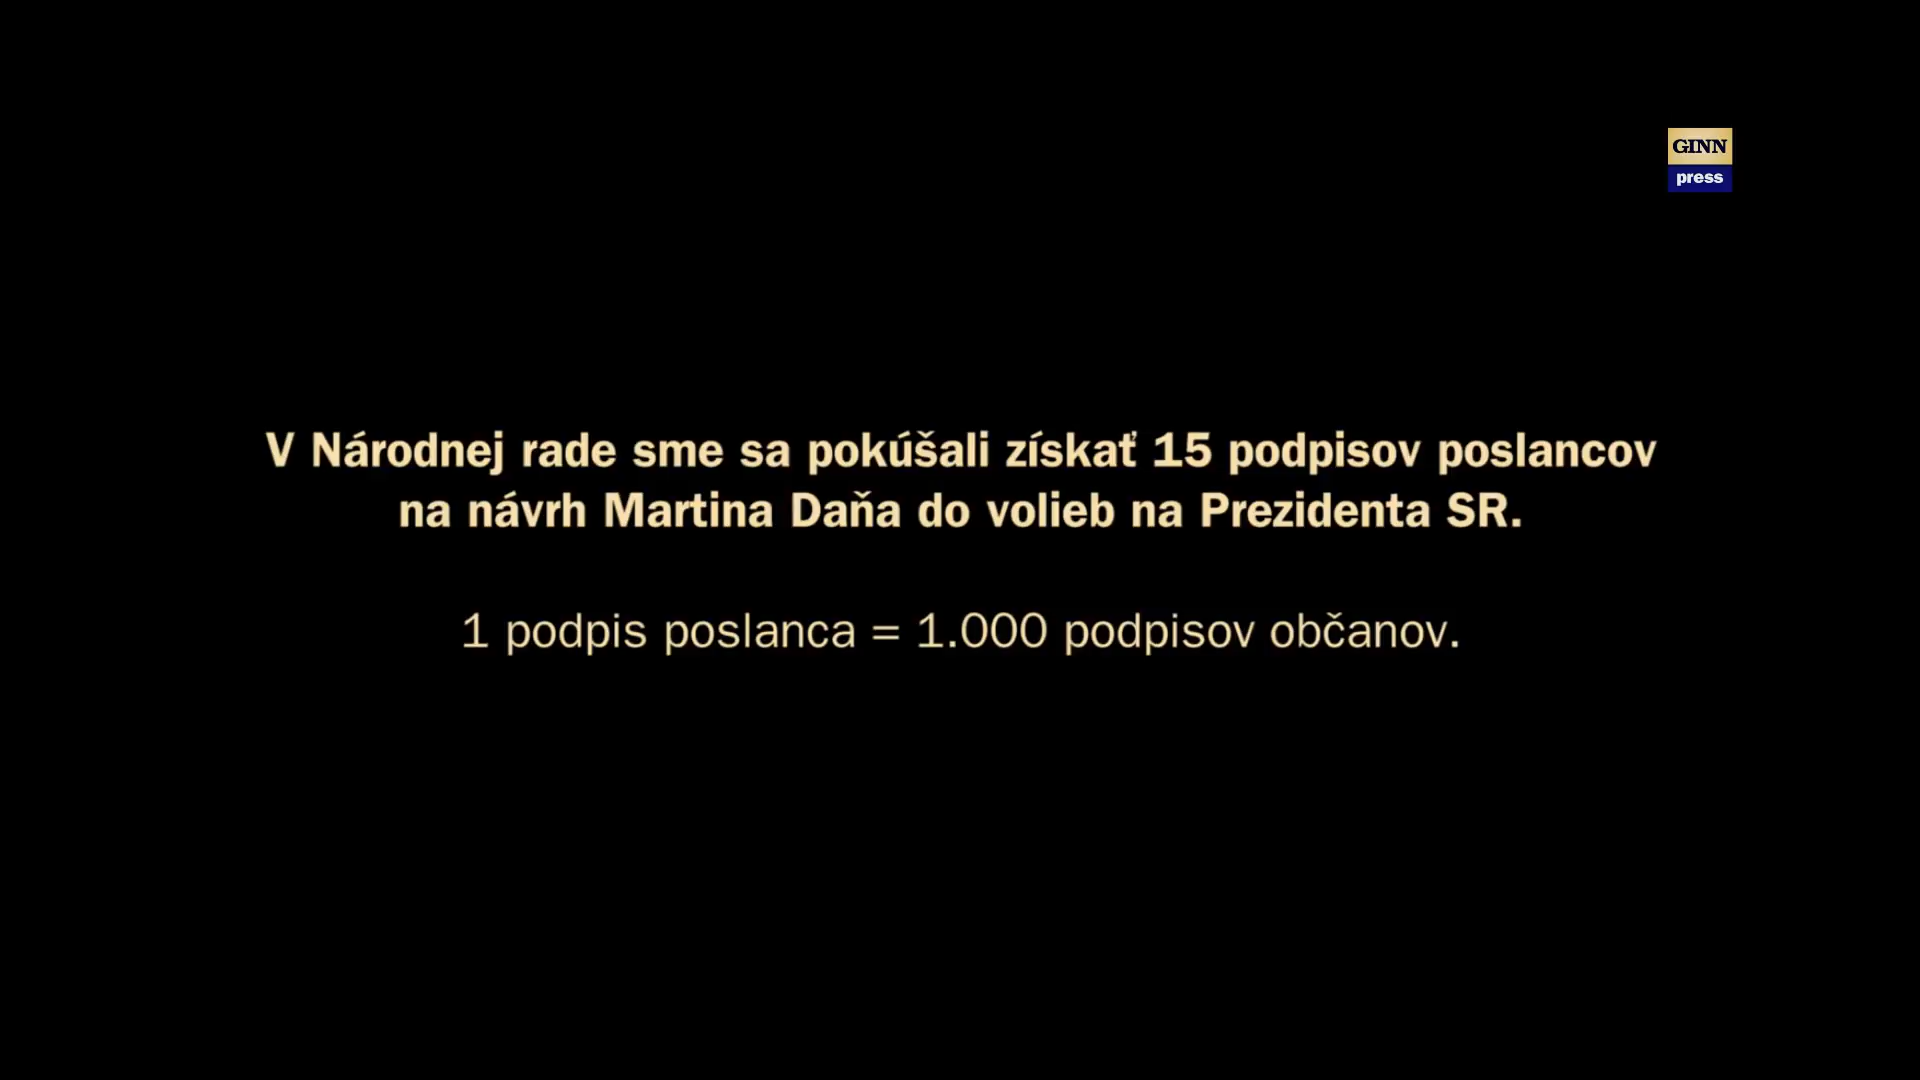 GINN
press
V Národnej rade sme sa pokúšali získať 15 podpisov poslancov
na návrh Martina Daňa do volieb na Prezidenta SR.
1 podpis poslanca = 1.000 podpisov občanov.